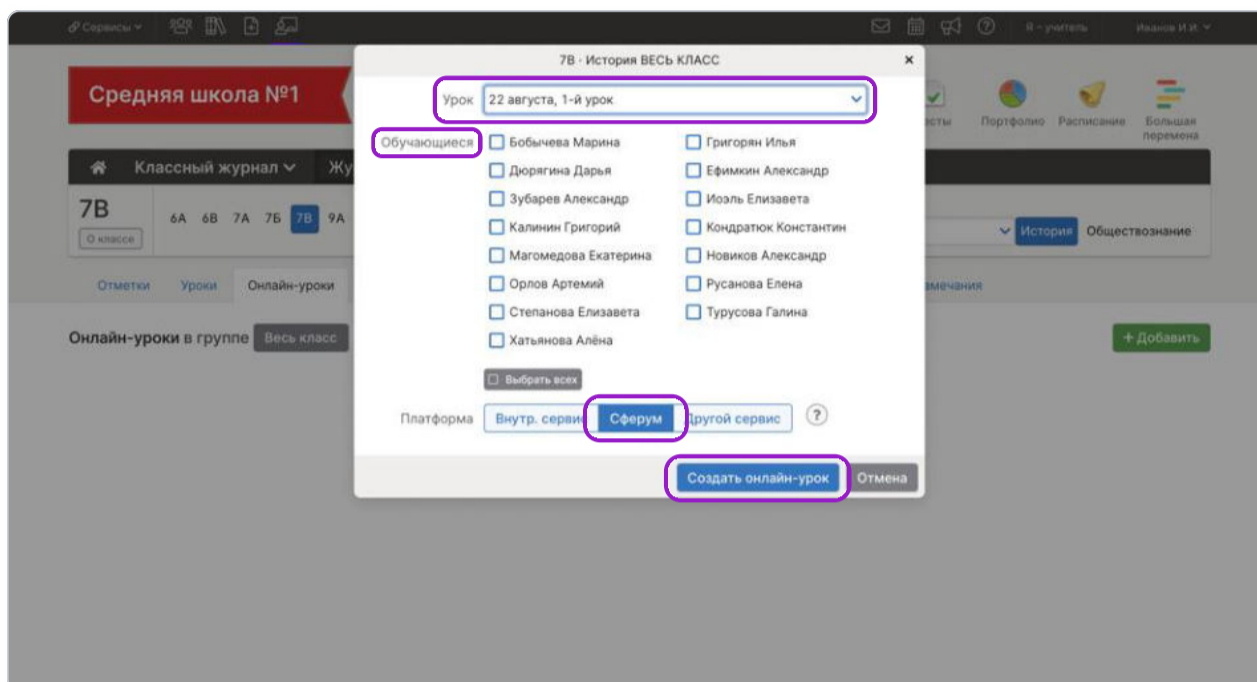 Сервисы
Я - учитель
Иванов И.И.
7В · История ВЕСЬ КЛАСС
×
Средняя школа №1
Урок
22 августа, 1-й урок
Портфолио
Расписание
Большая
перемена
Обучающиеся
Бобычева Марина
Григорян Илья
Дюрягина Дарья
Ефимкин Александр
Зубарев Александр
Иоэль Елизавета
Калинин Григорий
Кондратюк Константин
Магомедова Екатерина
Новиков Александр
Орлов Артемий
Русанова Елена
Степанова Елизавета
Турусова Галина
Хатьянова Алёна
Выбрать всех
Классный журнал
7В
О классе
6А 6В 7А 7Б 7В 9А
История
Обществознание
Отметки
Уроки
Онлайн-уроки
Онлайн-уроки в группе
Весь класс
+ Добавить
Платформа
Внутр. сервис
Сферум
Другой сервис
?
Создать онлайн-урок
Отмена